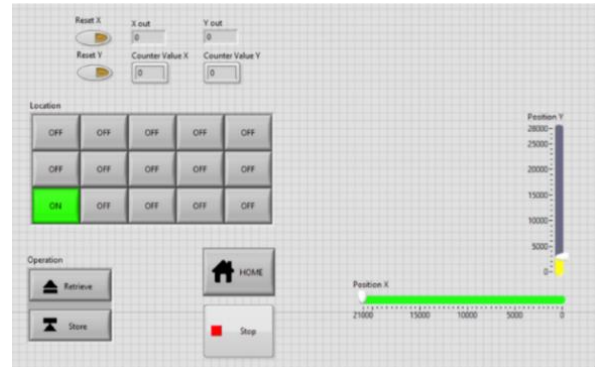 Reset X X out Y out
0 0
Reset Y Counter Value X Counter Value Y
0 0
Location
OFF OFF OFF OFF OFF
OFF OFF OFF OFF OFF
ON OFF OFF OFF OFF
Position Y
28000
25000
20000
15000
10000
5000
0
Operation
Retrieve
HOME
Store
Stop
Position X
21000 15000 10000 5000 0